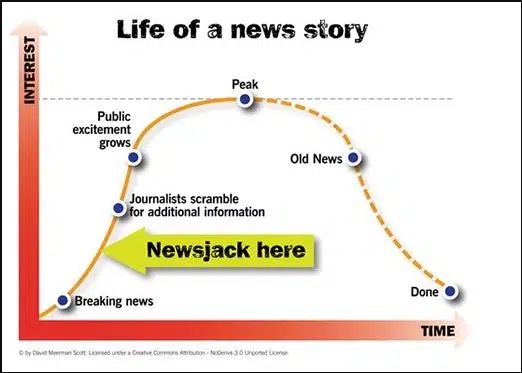 Life of a news story
INTEREST
Peak
Public
excitement
grows
Old News
Journalists scramble
for additional information
Newsjack here
Breaking news
Done
TIME
© by David Meerman Scott: Licensed under a Creative Commons Attribution - NoDerivs 3.0 Unported License.